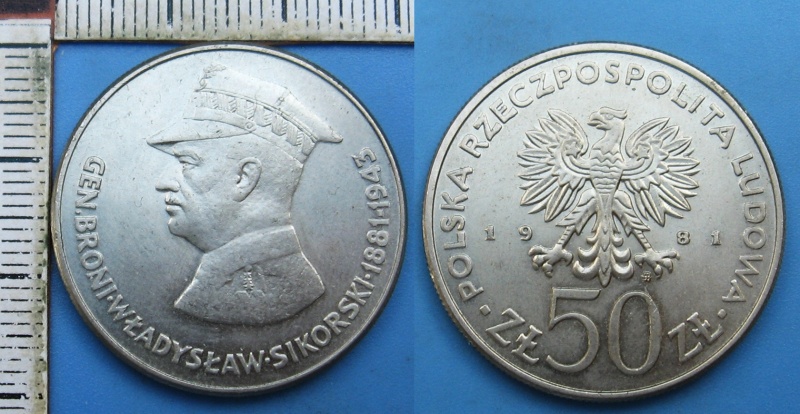 GEN.BRONI·WŁADYSŁAW·SIKORSKI·1881-1943
POLSKA RZECZPOSPOLITA LUDOWA
1981
·ZŁ 50 ZŁ·